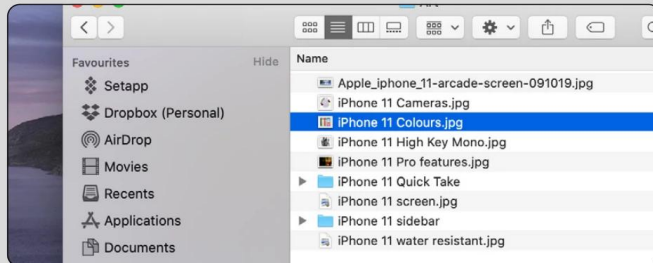 Favourites
Hide
Setapp
Dropbox (Personal)
AirDrop
Movies
Recents
Applications
Documents
Name
Apple_iphone_11-arcade-screen-091019.jpg
iPhone 11 Cameras.jpg
iPhone 11 Colours.jpg
iPhone 11 High Key Mono.jpg
iPhone 11 Pro features.jpg
iPhone 11 Quick Take
iPhone 11 screen.jpg
iPhone 11 sidebar
iPhone 11 water resistant.jpg